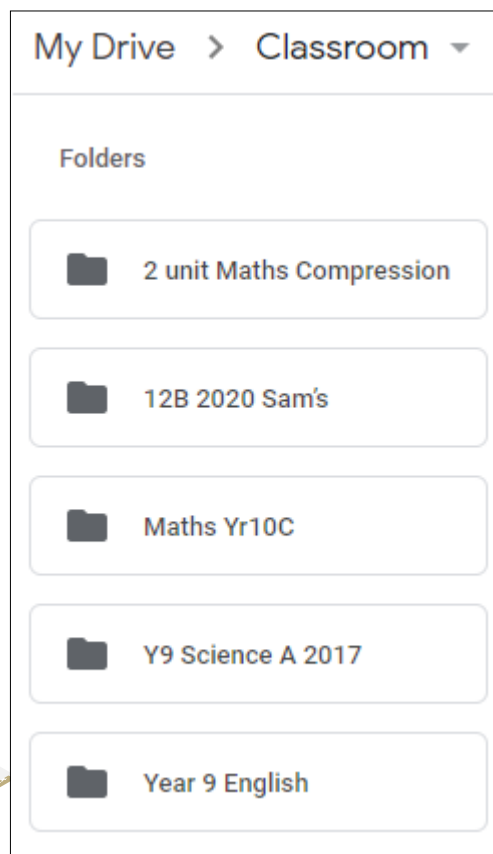 My Drive > Classroom
Folders
2 unit Maths Compression
12B 2020 Sam's
Maths Yr10C
Y9 Science A 2017
Year 9 English